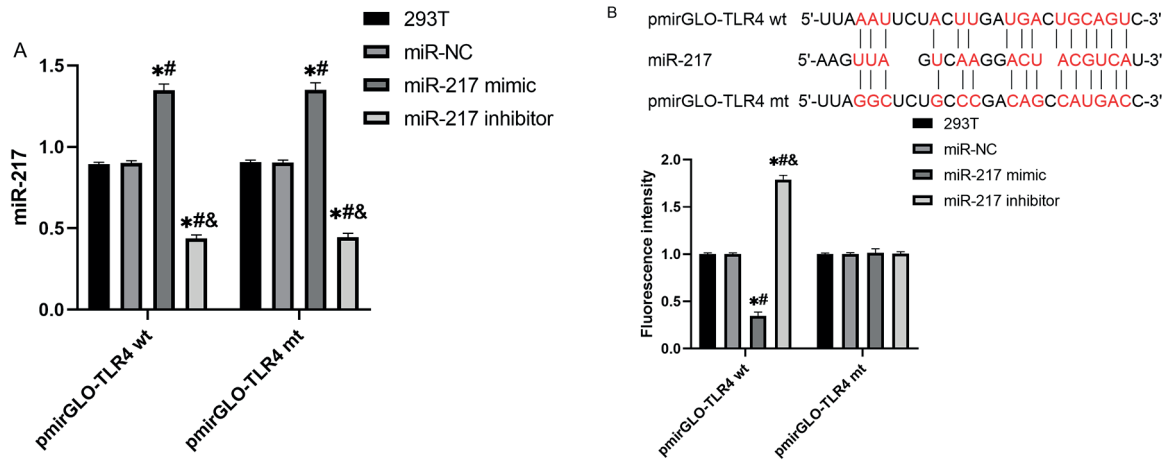 A
293T
miR-NC
miR-217 mimic
miR-217 inhibitor
miR-217
1.5
1.0
0.5
0.0
*#
*#&
*#
*#&
pmirGLO-TLR4 wt
pmirGLO-TLR4 mt
B
pmirGLO-TLR4 wt 5'-UUAAAUUCUACUUGAUGACUGCAGUC-3'
miR-217 5'-AAGUUA GUCAAGGACU ACGUCAU-3'
pmirGLO-TLR4 mt 5'-UUAGGCUCUGCCCGACAGCCAUGACC-3'
293T
miR-NC
miR-217 mimic
miR-217 inhibitor
Fluorescence intensity
2.0
1.5
1.0
0.5
0.0
*#
*#&
pmirGLO-TLR4 wt
pmirGLO-TLR4 mt